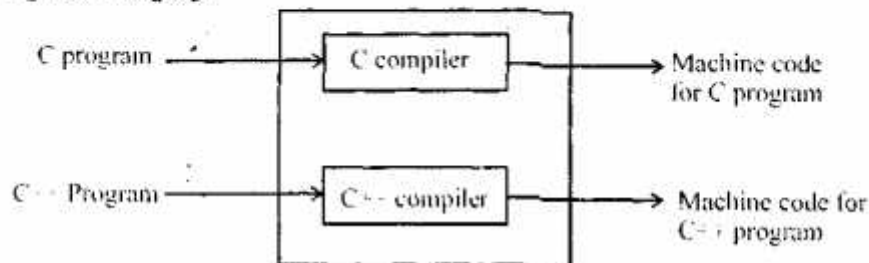 C program
C compiler
Machine code
for C program
C++ Program
C++ compiler
Machine code for
C++ program